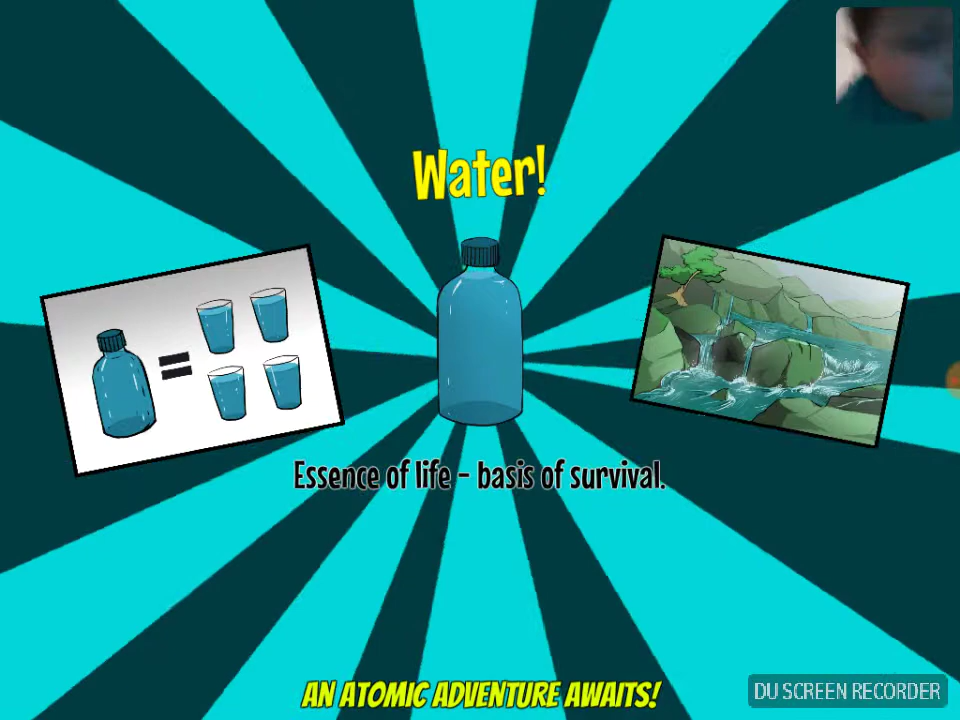 Water!
Essence of life - basis of survival.
AN ATOMIC ADVENTURE AWAITS!
DU SCREEN RECORDER